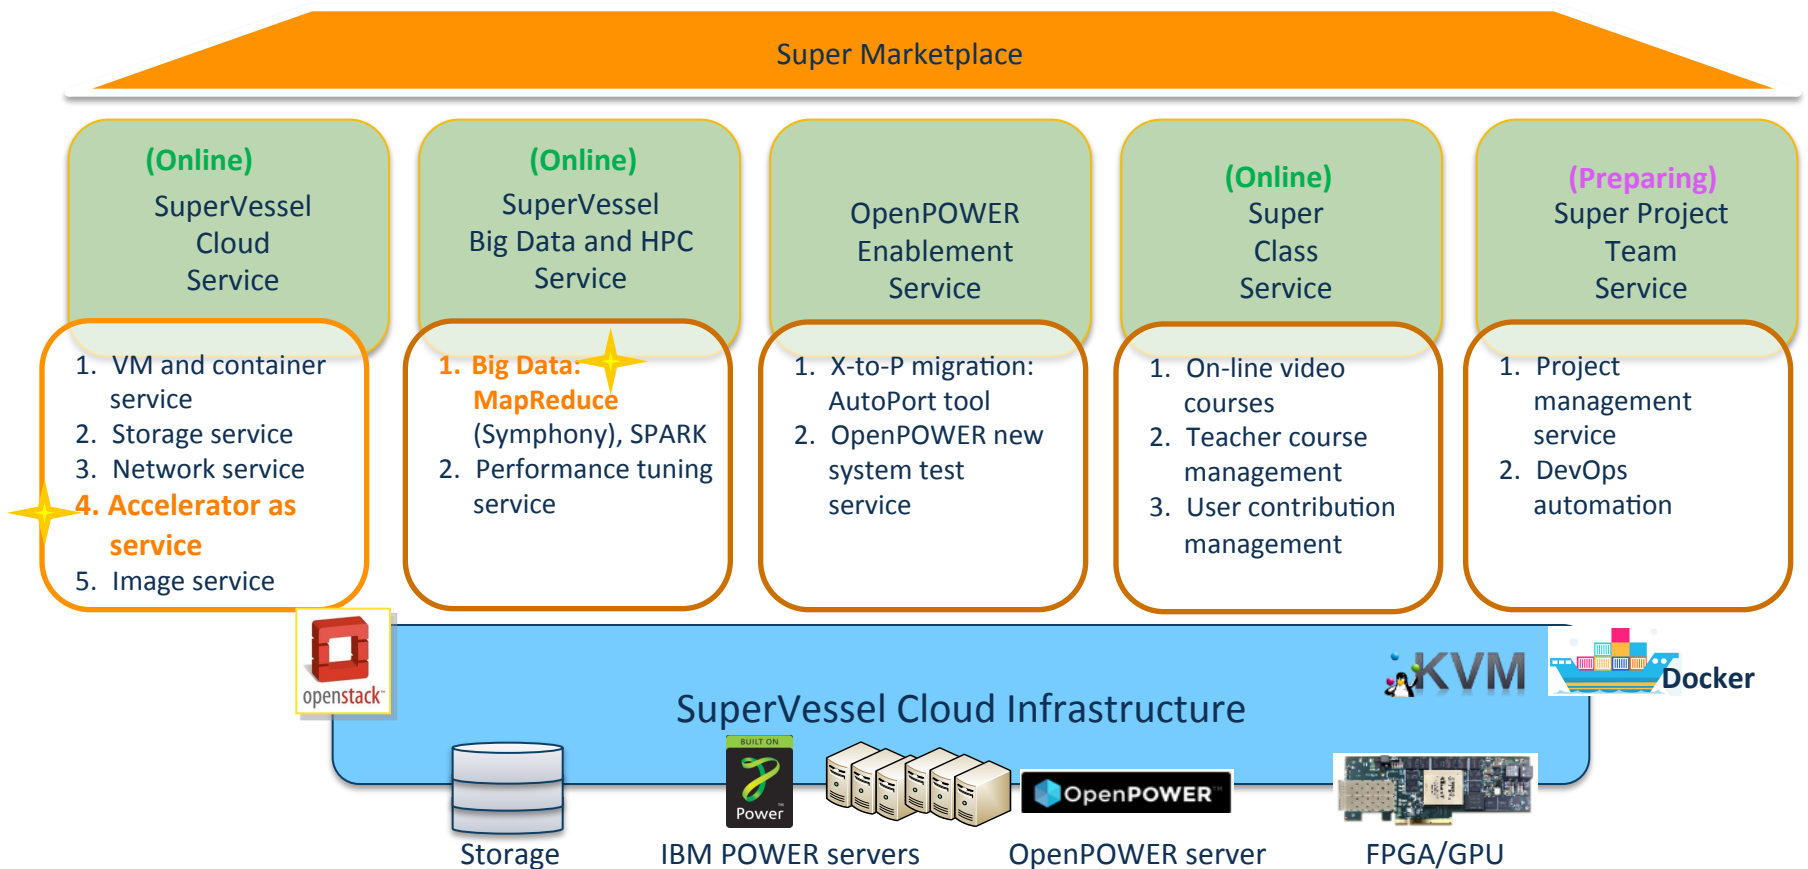 Super Marketplace
(Online)
SuperVessel
Cloud
Service
(Online)
SuperVessel
Big Data and HPC
Service
OpenPOWER
Enablement
Service
(Online)
Super
Class
Service
(Preparing)
Super Project
Team
Service
1. VM and container
service
2. Storage service
3. Network service
4. Accelerator as
service
5. Image service
1. Big Data:
MapReduce
(Symphony), SPARK
2. Performance tuning
service
1. X-to-P migration:
AutoPort tool
2. OpenPOWER new
system test
service
1. On-line video
courses
2. Teacher course
management
3. User contribution
management
1. Project
management
service
2. DevOps
automation
openstack™
KVM
Docker
SuperVessel Cloud Infrastructure
BUILT ON
Power™
OpenPOWER™
Storage
IBM POWER servers
OpenPOWER server
FPGA/GPU